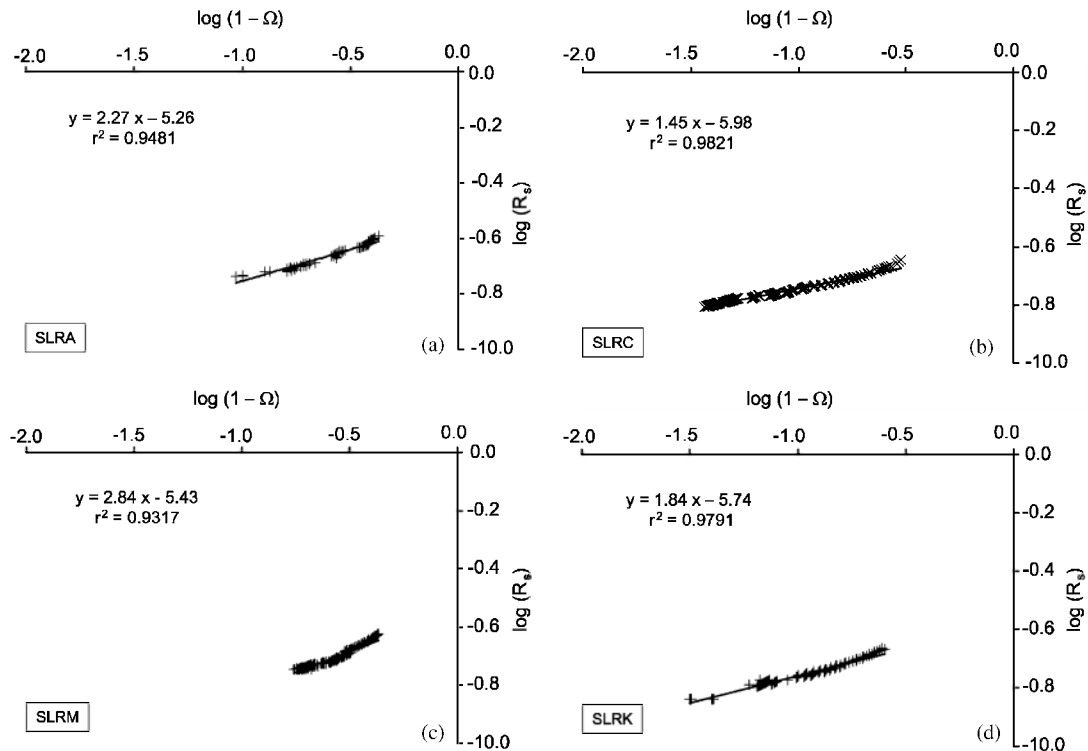 log (1 – Ω)
-2.0 -1.5 -1.0 -0.5 0.0
0.0
y = 2.27 x – 5.26
r² = 0.9481
-0.2
-0.4
log (Rs)
-0.6
-0.8
SLRA
(a)
-10.0
log (1 – Ω)
-2.0 -1.5 -1.0 -0.5 0.0
0.0
y = 1.45 x – 5.98
r² = 0.9821
-0.2
-0.4
log (Rs)
-0.6
-0.8
SLRC
(b)
-10.0
log (1 – Ω)
-2.0 -1.5 -1.0 -0.5 0.0
0.0
y = 2.84 x - 5.43
r² = 0.9317
-0.2
-0.4
log (Rs)
-0.6
-0.8
SLRM
(c)
-10.0
log (1 – Ω)
-2.0 -1.5 -1.0 -0.5 0.0
0.0
y = 1.84 x – 5.74
r² = 0.9791
-0.2
-0.4
log (Rs)
-0.6
-0.8
SLRK
(d)
-10.0